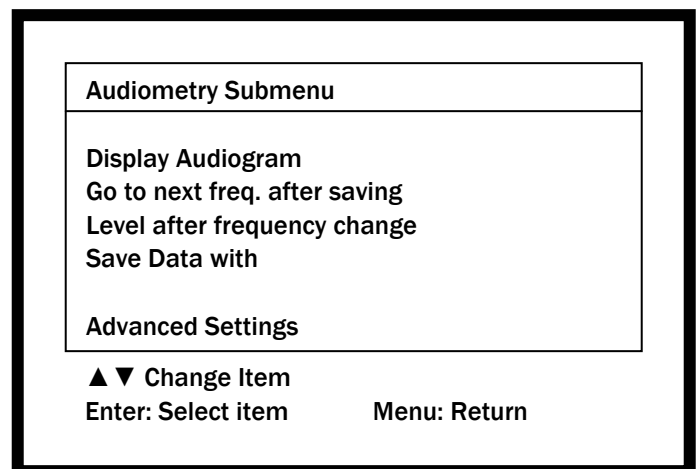 Audiometry Submenu
Display Audiogram
Go to next freq. after saving
Level after frequency change
Save Data with
Advanced Settings
▲▼ Change Item
Enter: Select item Menu: Return